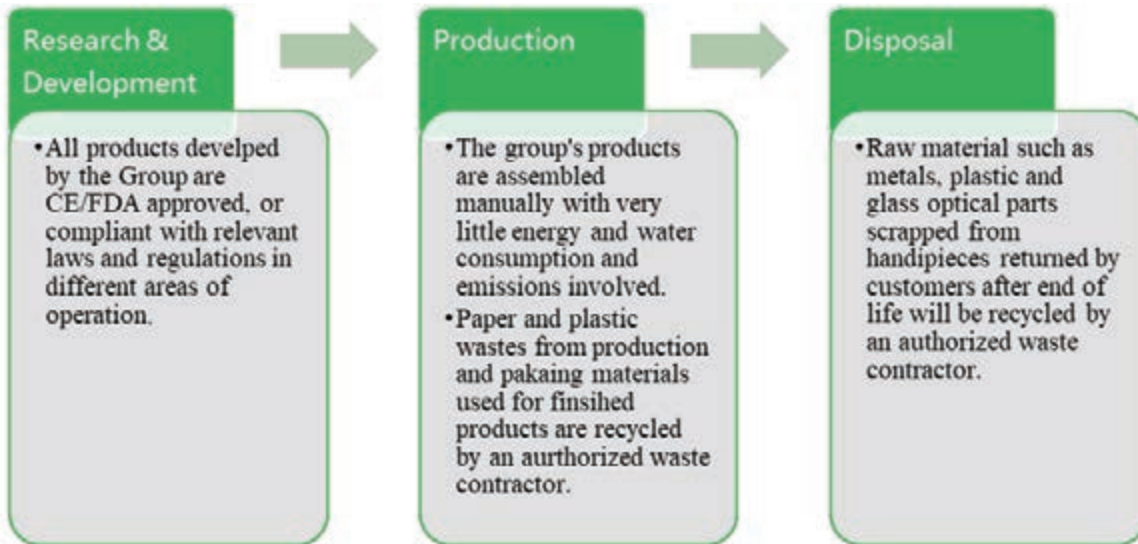 Research &
Development
•All products develped
by the Group are
CE/FDA approved, or
compliant with relevant
laws and regulations in
different areas of
operation.
Production
•The group's products
are assembled
manually with very
little energy and water
consumption and
emissions involved.
•Paper and plastic
wastes from production
and pakaing materials
used for finsihed
products are recycled
by an aurthorized waste
contractor.
Disposal
•Raw material such as
metals, plastic and
glass optical parts
scrapped from
handipieces returned by
customers after end of
life will be recycled by
an authorized waste
contractor.